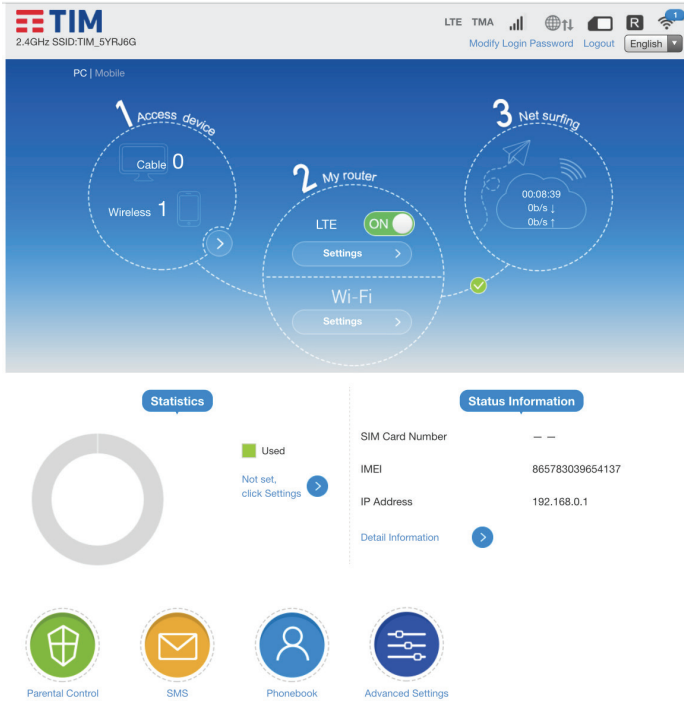 TIM
LTE TMA R 1
2.4GHz SSID:TIM_5YRJ6G
Modify Login Password Logout English
PC | Mobile
1 Access device
Cable 0
Wireless 1
2 My router
LTE ON
Settings
Wi-Fi
Settings
3 Net surfing
00:08:39
0b/s ↓
0b/s ↑
Statistics
Used
Not set,
click Settings
Status Information
SIM Card Number – –
IMEI 865783039654137
IP Address 192.168.0.1
Detail Information
Parental Control
SMS
Phonebook
Advanced Settings